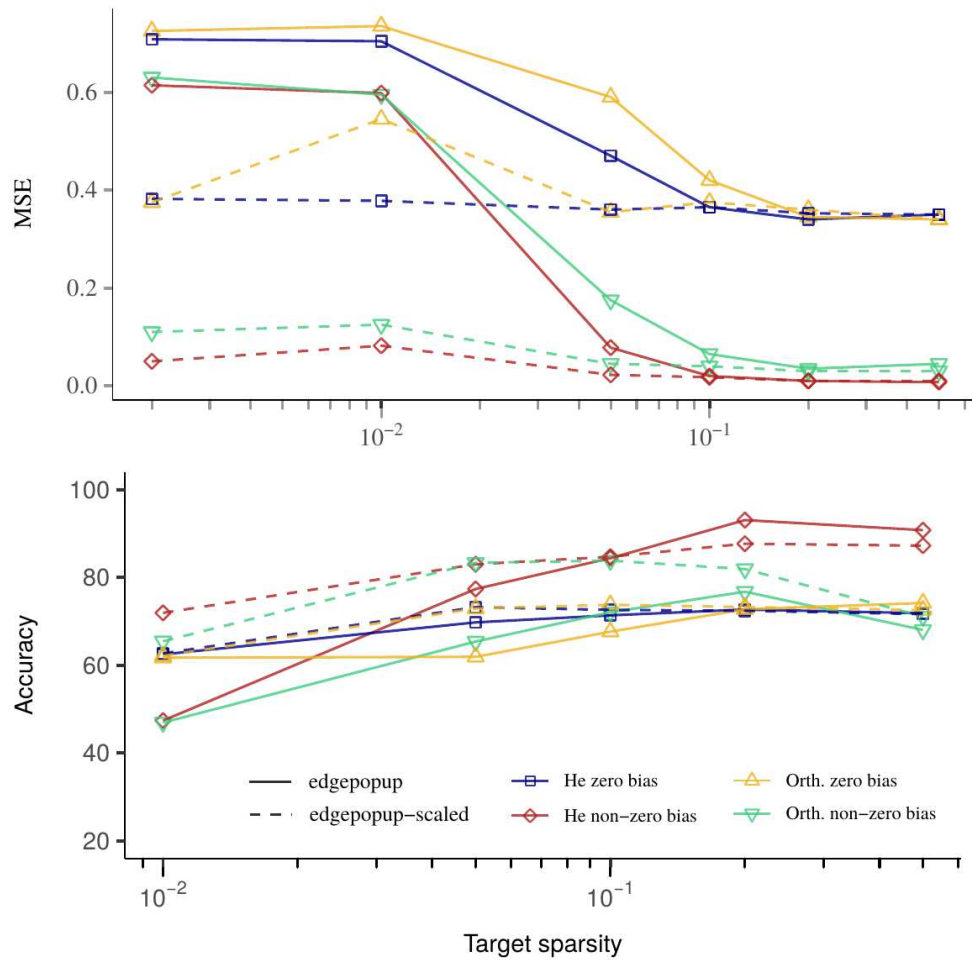 MSE
0.6
0.4
0.2
0.0
10⁻² 10⁻¹
Accuracy
100
80
60
40
20
edgepopup He zero bias Orth. zero bias
edgepopup-scaled He non-zero bias Orth. non-zero bias
10⁻² 10⁻¹
Target sparsity